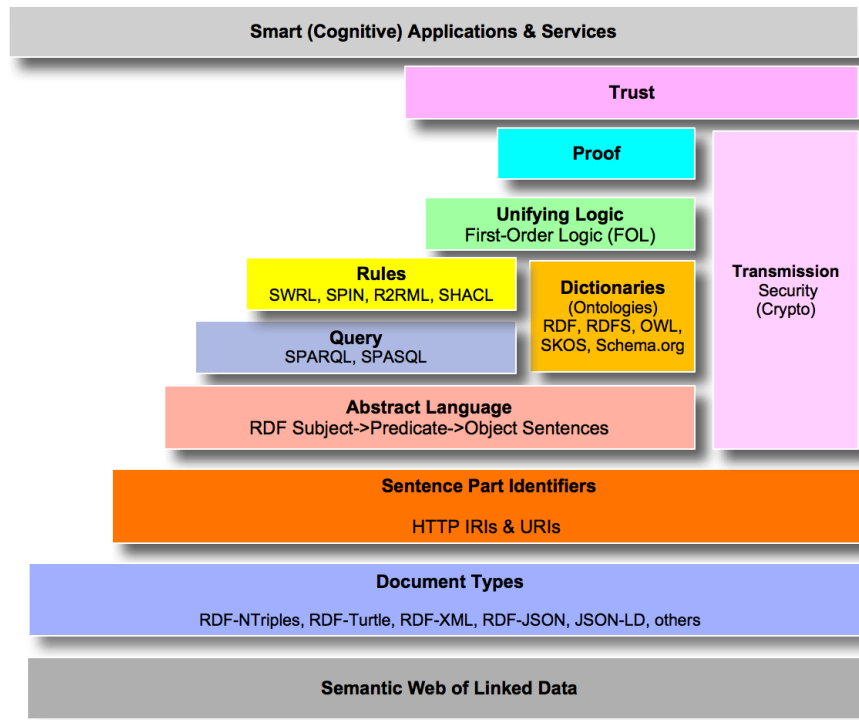 Smart (Cognitive) Applications & Services
Trust
Proof
Unifying Logic
First-Order Logic (FOL)
Transmission
Security
(Crypto)
Rules
SWRL, SPIN, R2RML, SHACL
Dictionaries
(Ontologies)
RDF, RDFS, OWL,
SKOS, Schema.org
Query
SPARQL, SPASQL
Abstract Language
RDF Subject->Predicate->Object Sentences
Sentence Part Identifiers
HTTP IRIs & URIs
Document Types
RDF-NTriples, RDF-Turtle, RDF-XML, RDF-JSON, JSON-LD, others
Semantic Web of Linked Data